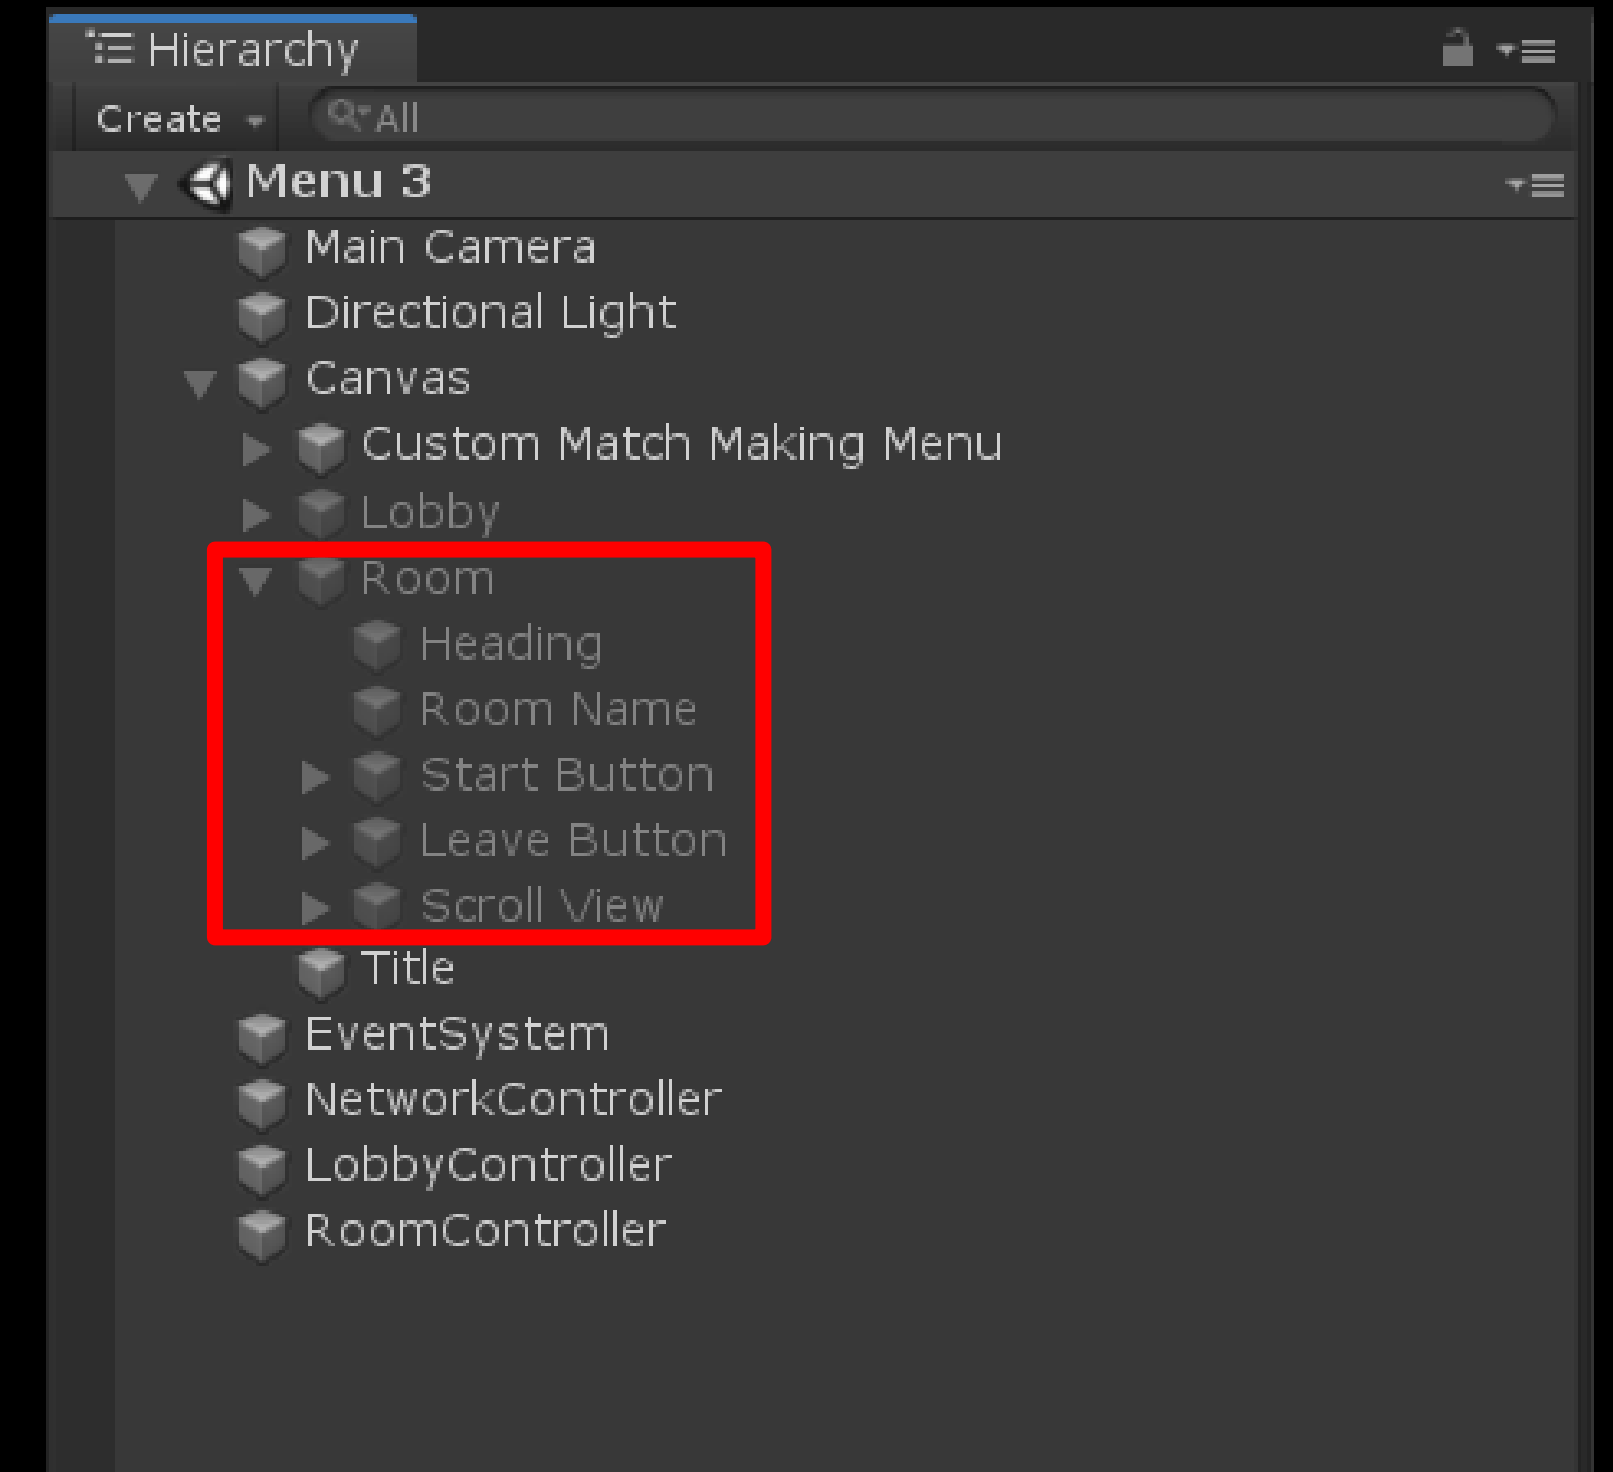 Hierarchy
Create
All
Menu 3
Main Camera
Directional Light
Canvas
Custom Match Making Menu
Lobby
Room
Heading
Room Name
Start Button
Leave Button
Scroll View
Title
EventSystem
NetworkController
LobbyController
RoomController